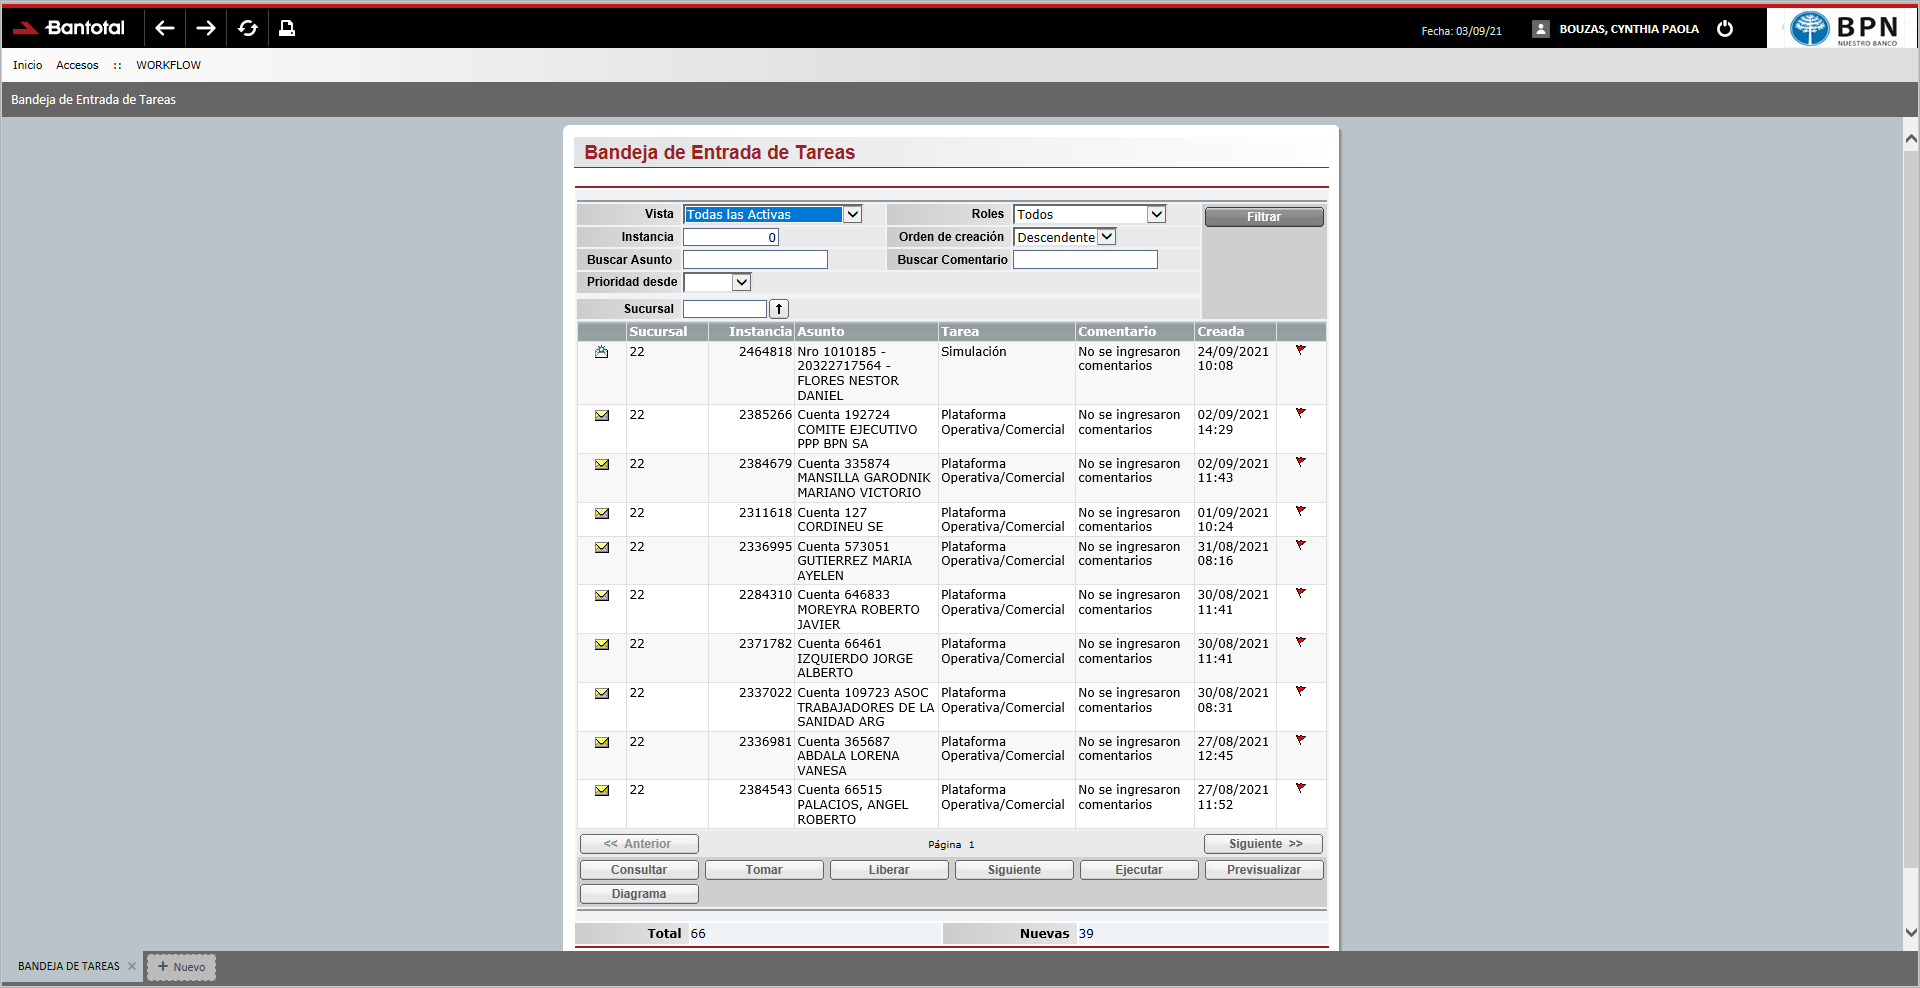 Bantotal
Fecha: 03/09/21
BOUZAS, CYNTHIA PAOLA
BPN
NUESTRO BANCO
Inicio Accesos :: WORKFLOW
Bandeja de Entrada de Tareas
Bandeja de Entrada de Tareas
Vista Todas las Activas Roles Todos Filtrar
Instancia 0 Orden de creación Descendente
Buscar Asunto Buscar Comentario
Prioridad desde
Sucursal
Sucursal Instancia Asunto Tarea Comentario Creada
22 2464818 Nro 1010185 - Simulación No se ingresaron 24/09/2021
20322717564 - comentarios 10:08
FLORES NESTOR
DANIEL
22 2385266 Cuenta 192724 Plataforma No se ingresaron 02/09/2021
COMITE EJECUTIVO Operativa/Comercial comentarios 14:29
PPP BPN SA
22 2384679 Cuenta 335874 Plataforma No se ingresaron 02/09/2021
MANSILLA GARODNIK Operativa/Comercial comentarios 11:43
MARIANO VICTORIO
22 2311618 Cuenta 127 Plataforma No se ingresaron 01/09/2021
CORDINEU SE Operativa/Comercial comentarios 10:24
22 2336995 Cuenta 573051 Plataforma No se ingresaron 31/08/2021
GUTIERREZ MARIA Operativa/Comercial comentarios 08:16
AYELEN
22 2284310 Cuenta 646833 Plataforma No se ingresaron 30/08/2021
MOREYRA ROBERTO Operativa/Comercial comentarios 11:41
JAVIER
22 2371782 Cuenta 66461 Plataforma No se ingresaron 30/08/2021
IZQUIERDO JORGE Operativa/Comercial comentarios 11:41
ALBERTO
22 2337022 Cuenta 109723 ASOC Plataforma No se ingresaron 30/08/2021
TRABAJADORES DE LA Operativa/Comercial comentarios 08:31
SANIDAD ARG
22 2336981 Cuenta 365687 Plataforma No se ingresaron 27/08/2021
ABDALA LORENA Operativa/Comercial comentarios 12:45
VANESA
22 2384543 Cuenta 66515 Plataforma No se ingresaron 27/08/2021
PALACIOS, ANGEL Operativa/Comercial comentarios 11:52
ROBERTO
<< Anterior Página 1 Siguiente >>
Consultar Tomar Liberar Siguiente Ejecutar Previsualizar
Diagrama
Total 66 Nuevas 39
BANDEJA DE TAREAS × + Nuevo